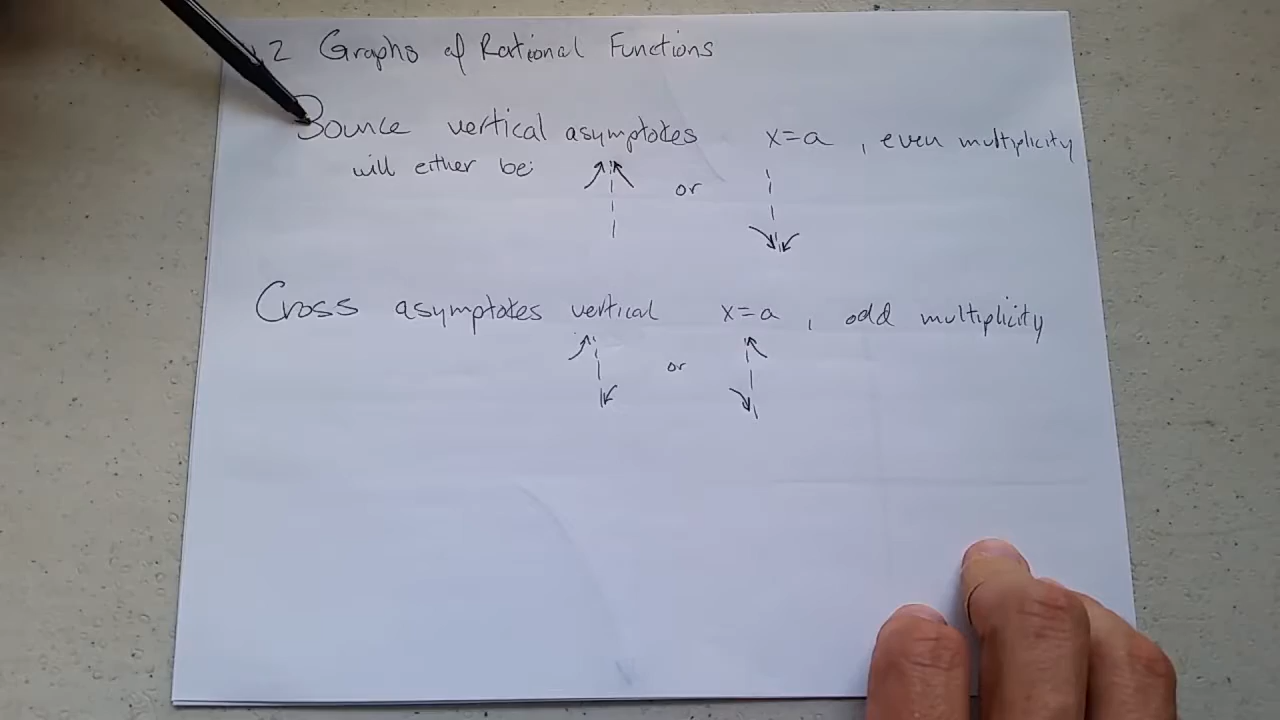 2 Graphs of Rational Functions
Bounce vertical asymptotes x=a , even multiplicity
will either be:
or
Cross asymptotes vertical x=a , odd multiplicity
or